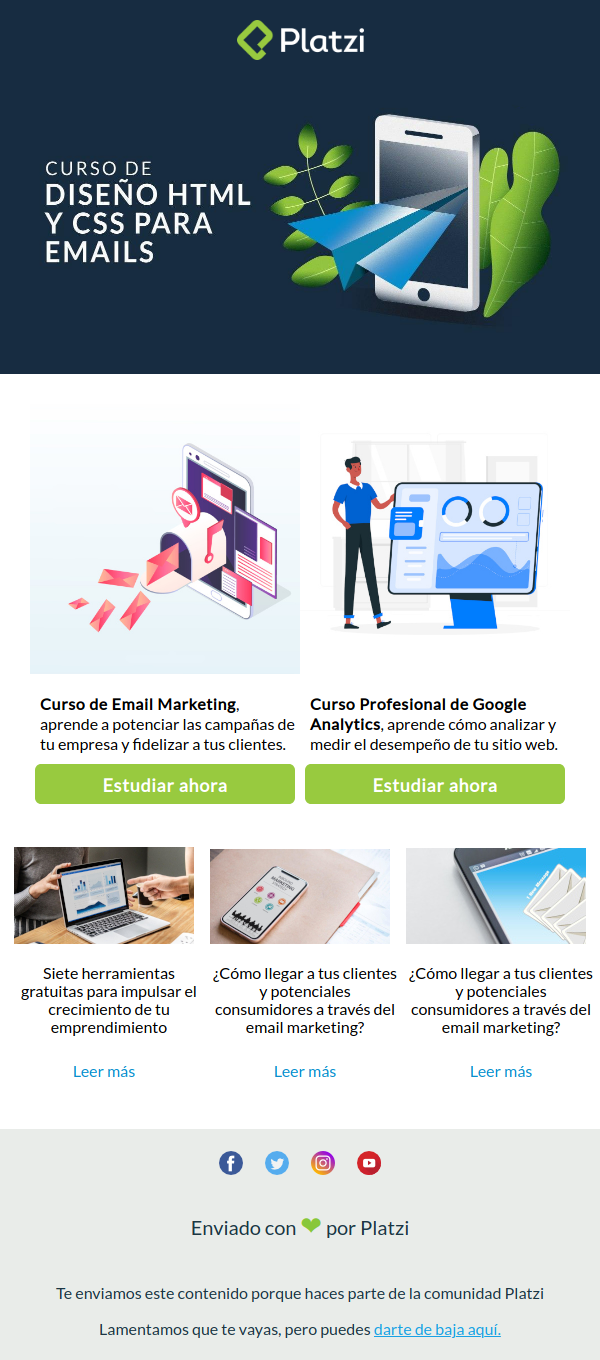 Platzi
CURSO DE
DISEÑO HTML
Y CSS PARA
EMAILS
Curso de Email Marketing,
aprende a potenciar las campañas de
tu empresa y fidelizar a tus clientes.
Estudiar ahora
Curso Profesional de Google
Analytics, aprende cómo analizar y
medir el desempeño de tu sitio web.
Estudiar ahora
Siete herramientas
gratuitas para impulsar el
crecimiento de tu
emprendimiento
Leer más
¿Cómo llegar a tus clientes
y potenciales
consumidores a través del
email marketing?
Leer más
¿Cómo llegar a tus clientes
y potenciales
consumidores a través del
email marketing?
Leer más
Enviado con ❤ por Platzi
Te enviamos este contenido porque haces parte de la comunidad Platzi
Lamentamos que te vayas, pero puedes darte de baja aquí.